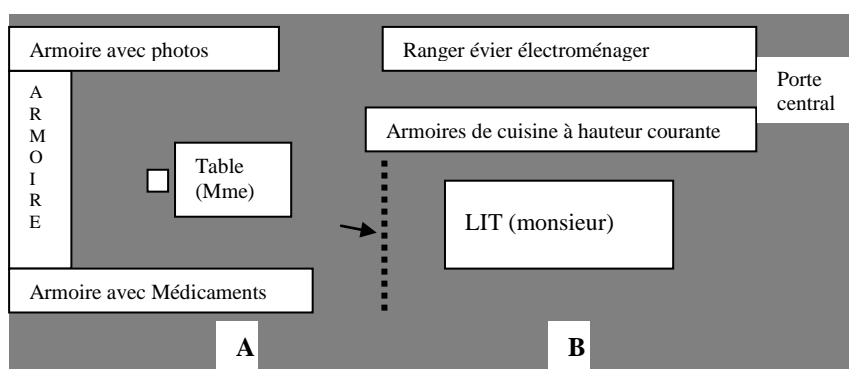 Armoire avec photos
Ranger évier électroménager
Porte
central
A
R
M
O
I
R
E
Armoires de cuisine à hauteur courante
Table
(Mme)
LIT (monsieur)
Armoire avec Médicaments
A
B